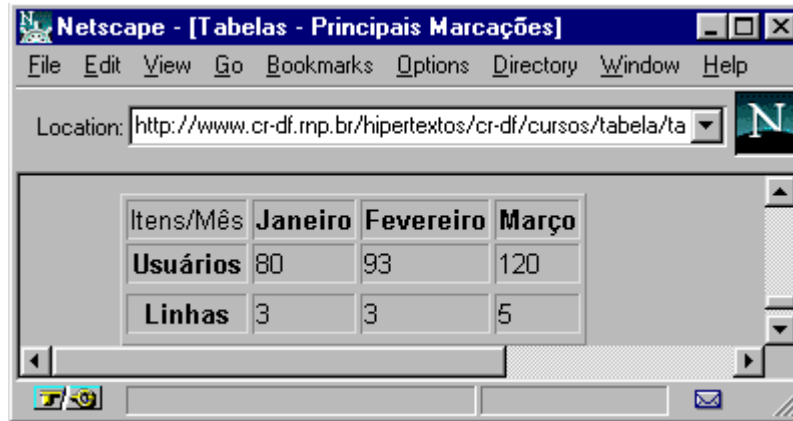 Netscape - [Tabelas - Principais Marcações]
File Edit View Go Bookmarks Options Directory Window Help
Location: http://www.cr-df.rnp.br/hipertextos/cr-df/cursos/tabela/ta
N
Itens/Mês Janeiro Fevereiro Março
Usuários 80 93 120
Linhas 3 3 5